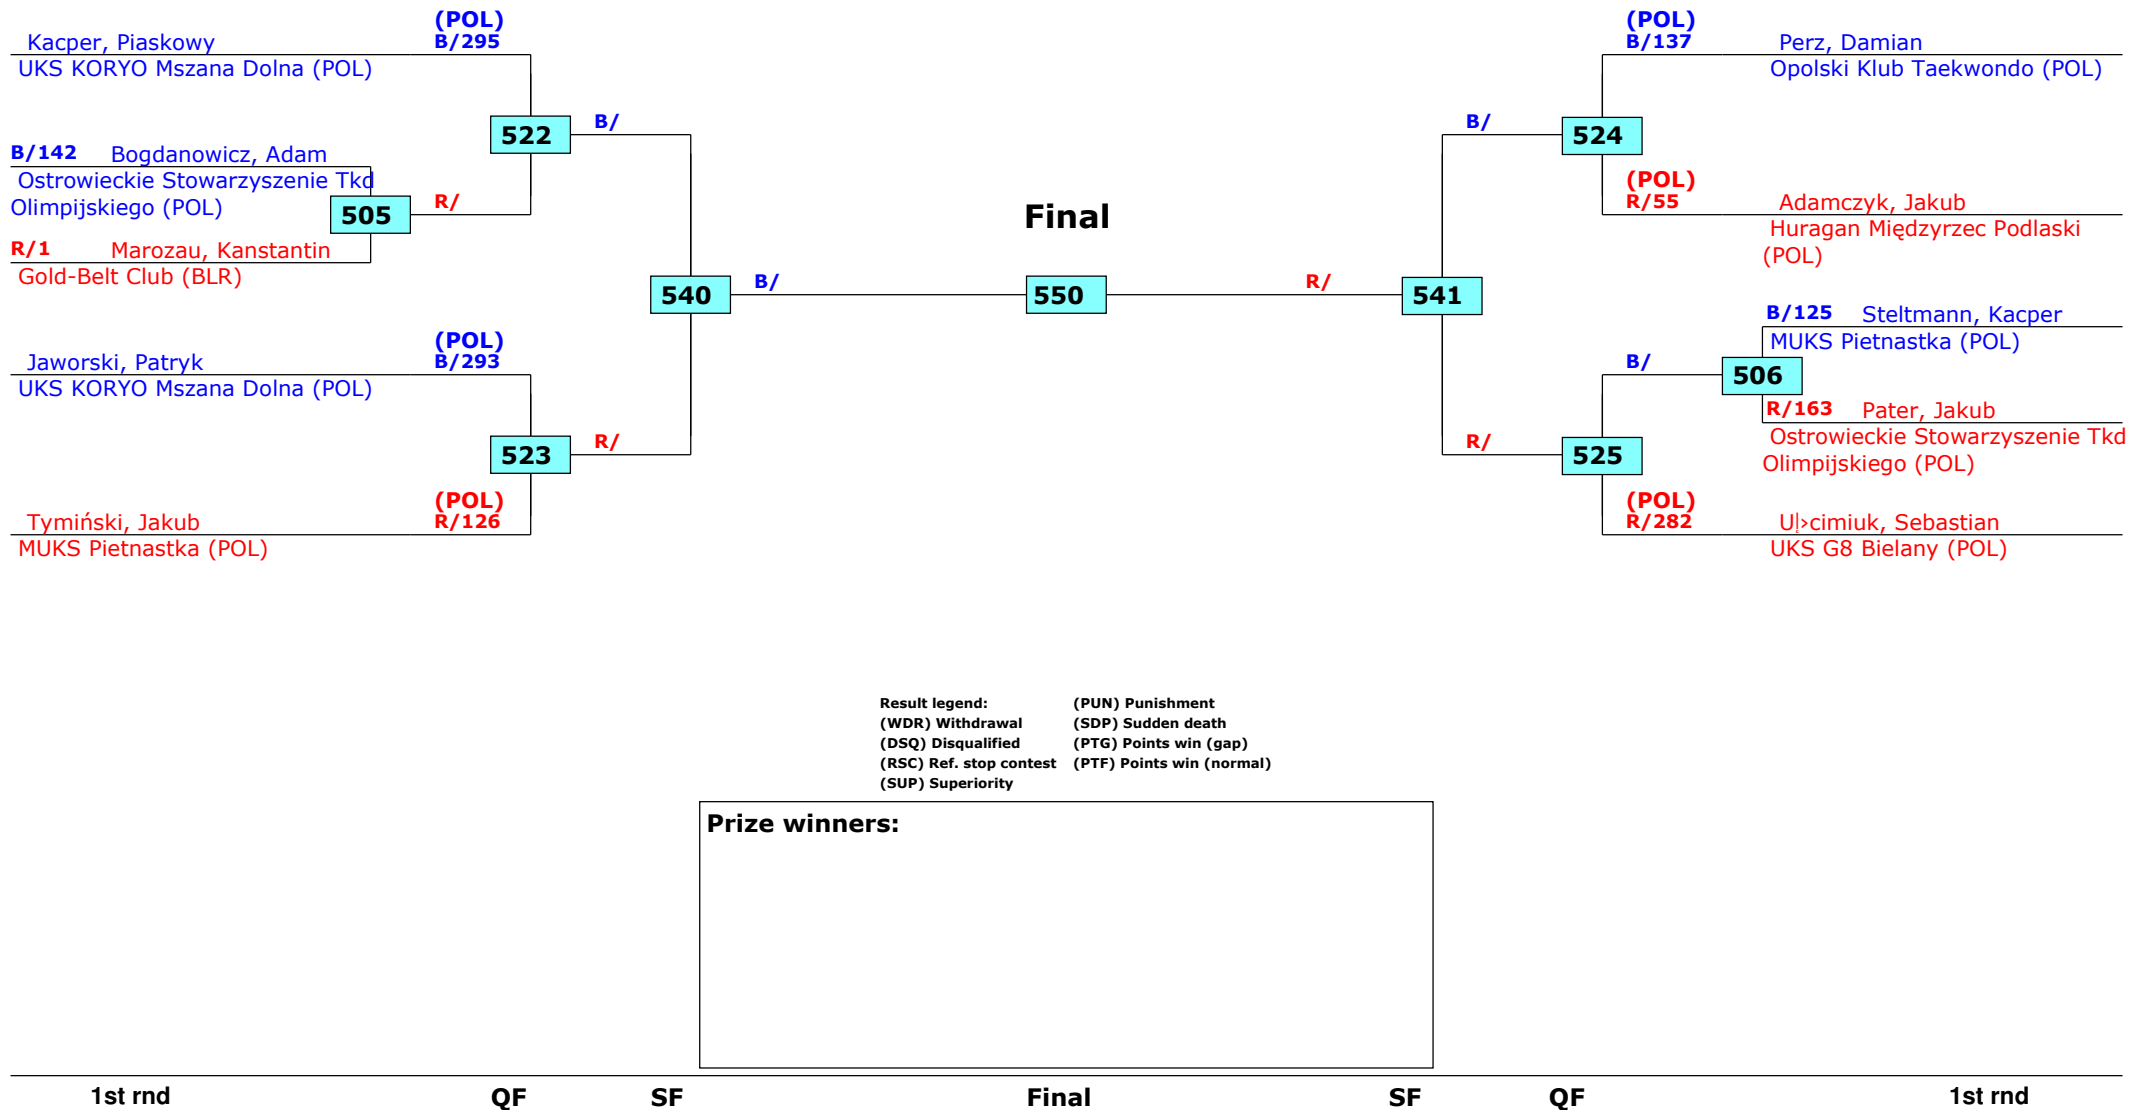 (POL)
Kacper, Piaskowy B/295
UKS KORYO Mszana Dolna (POL)
522 B/
B/142 Bogdanowicz, Adam
Ostrowieckie Stowarzyszenie Tkd
Olimpijskiego (POL)
505 R/
R/1 Marozau, Kanstantin
Gold-Belt Club (BLR)
540 B/
(POL)
Jaworski, Patryk B/293
UKS KORYO Mszana Dolna (POL)
523 R/
(POL)
Tymiński, Jakub R/126
MUKS Pietnastka (POL)
Final
550
(POL)
B/137 Perz, Damian
Opolski Klub Taekwondo (POL)
B/ 524
(POL)
R/55 Adamczyk, Jakub
Huragan Międzyrzec Podlaski
(POL)
R/ 541
B/125 Steltmann, Kacper
MUKS Pietnastka (POL)
B/ 506
R/163 Pater, Jakub
Ostrowieckie Stowarzyszenie Tkd
Olimpijskiego (POL)
R/ 525
(POL)
R/282 Uļ›cimiuk, Sebastian
UKS G8 Bielany (POL)
Result legend: (PUN) Punishment
(WDR) Withdrawal (SDP) Sudden death
(DSQ) Disqualified (PTG) Points win (gap)
(RSC) Ref. stop contest (PTF) Points win (normal)
(SUP) Superiority
Prize winners:
1st rnd QF SF Final SF QF 1st rnd